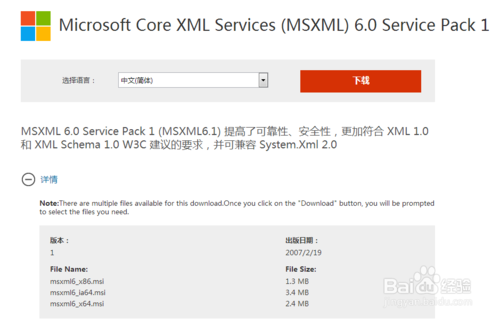 Microsoft Core XML Services (MSXML) 6.0 Service Pack 1
选择语言： 中文(简体) 下载
MSXML 6.0 Service Pack 1 (MSXML6.1) 提高了可靠性、安全性，更加符合 XML 1.0
和 XML Schema 1.0 W3C 建议的要求，并可兼容 System.Xml 2.0
详情
Note:There are multiple files available for this download.Once you click on the "Download" button, you will be prompted
to select the files you need.
版本： 出版日期：
1 2007/2/19
File Name: File Size:
msxml6_x86.msi 1.3 MB
msxml6_ia64.msi 3.4 MB
msxml6_x64.msi 2.4 MB
Baidu 经验
jingyan.baidu.com